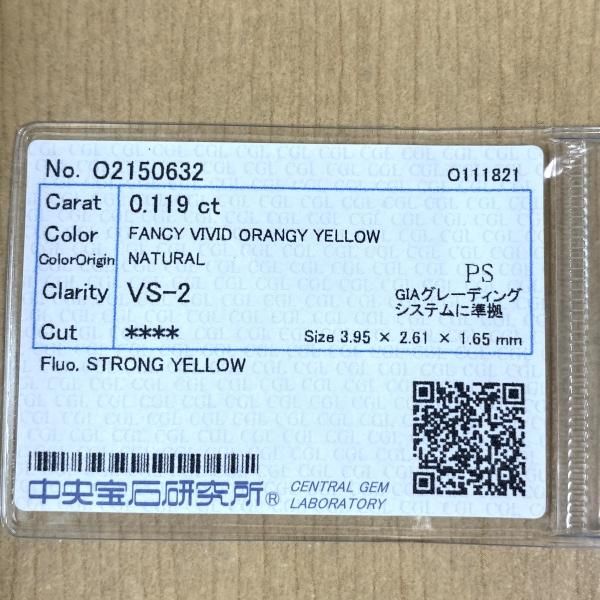 No. O2150632 O111821
Carat 0.119 ct
Color FANCY VIVID ORANGY YELLOW
ColorOrigin NATURAL
Clarity VS-2
PS
GIAグレーディング
システムに準拠
Cut **** Size 3.95 × 2.61 × 1.65 mm
Fluo. STRONG YELLOW
中央宝石研究所® CENTRAL GEM
LABORATORY